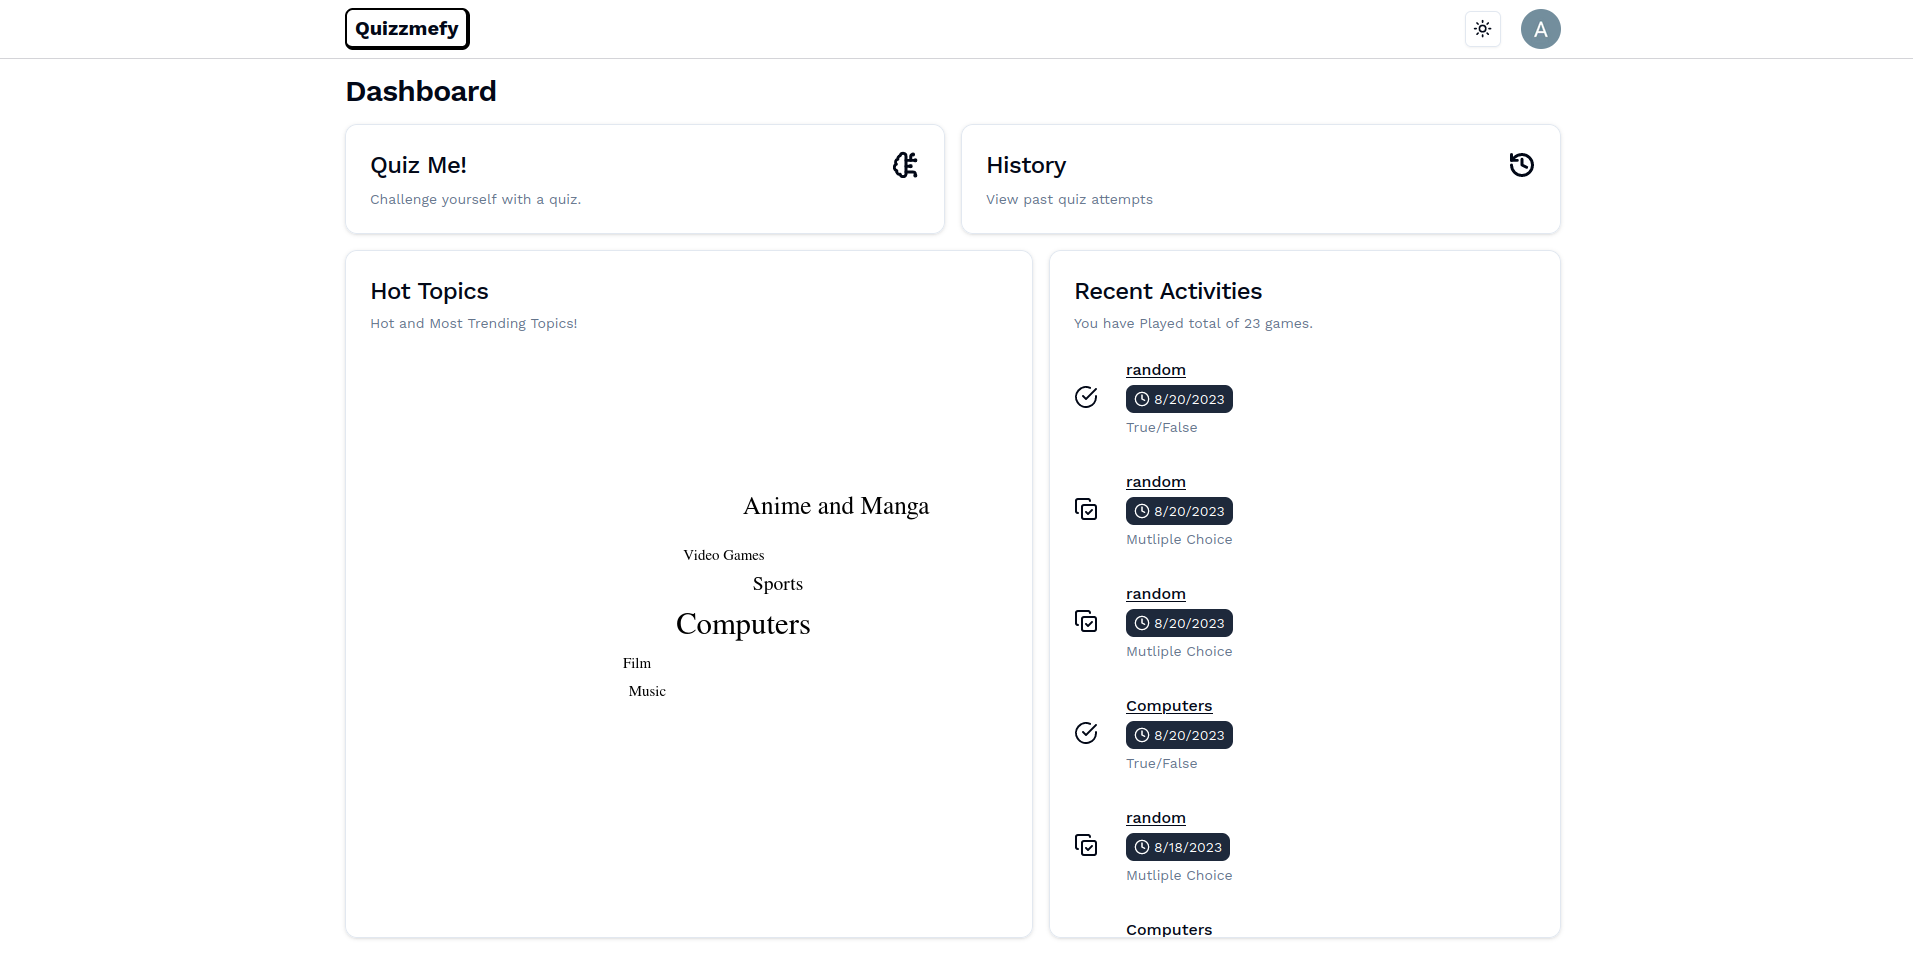 Quizzmefy
A
Dashboard
Quiz Me!
Challenge yourself with a quiz.
History
View past quiz attempts
Hot Topics
Hot and Most Trending Topics!
Anime and Manga
Video Games
Sports
Computers
Film
Music
Recent Activities
You have Played total of 23 games.
random
8/20/2023
True/False
random
8/20/2023
Mutliple Choice
random
8/20/2023
Mutliple Choice
Computers
8/20/2023
True/False
random
8/18/2023
Mutliple Choice
Computers